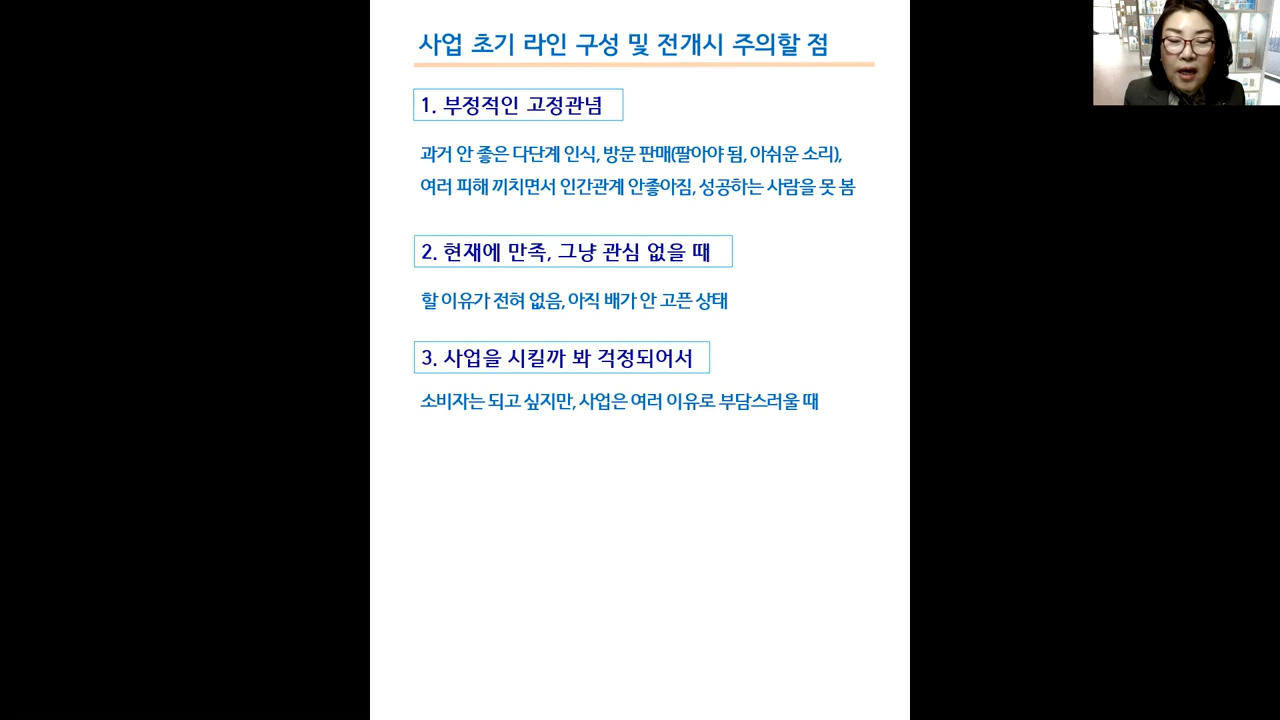 사업 초기 라인 구성 및 전개시 주의할 점
1. 부정적인 고정관념
과거 안 좋은 다단계 인식, 방문 판매(팔아야 됨, 아쉬운 소리),
여러 피해 끼치면서 인간관계 안좋아짐, 성공하는 사람을 못 봄
2. 현재에 만족, 그냥 관심 없을 때
할 이유가 전혀 없음, 아직 배가 안 고픈 상태
3. 사업을 시킬까 봐 걱정되어서
소비자는 되고 싶지만, 사업은 여러 이유로 부담스러울 때